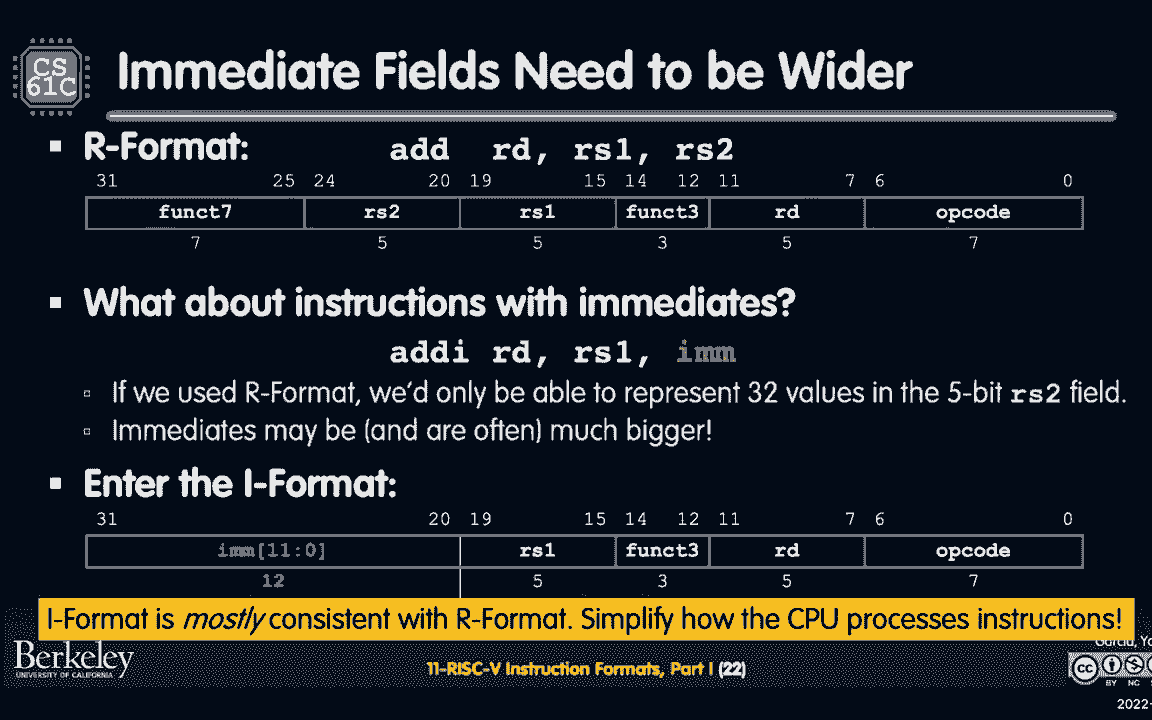 CS
61C
Immediate Fields Need to be Wider
▪ R-Format: add rd, rs1, rs2
31 25 24 20 19 15 14 12 11 7 6 0
funct7 rs2 rs1 funct3 rd opcode
7 5 5 3 5 7
▪ What about instructions with immediates?
addi rd, rs1, imm
▫ If we used R-Format, we'd only be able to represent 32 values in the 5-bit rs2 field.
▫ Immediates may be (and are often) much bigger!
▪ Enter the I-Format:
31 20 19 15 14 12 11 7 6 0
imm[11:0] rs1 funct3 rd opcode
12 5 3 5 7
I-Format is mostly consistent with R-Format. Simplify how the CPU processes instructions!
Berkeley
UNIVERSITY OF CALIFORNIA
11-RISC-V Instruction Formats, Part I (22)
cc
BY NC
2022-